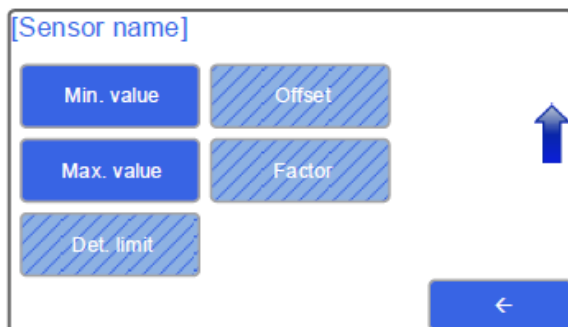 [Sensor name]
Min. value
Offset
Max. value
Factor
Det. limit
←